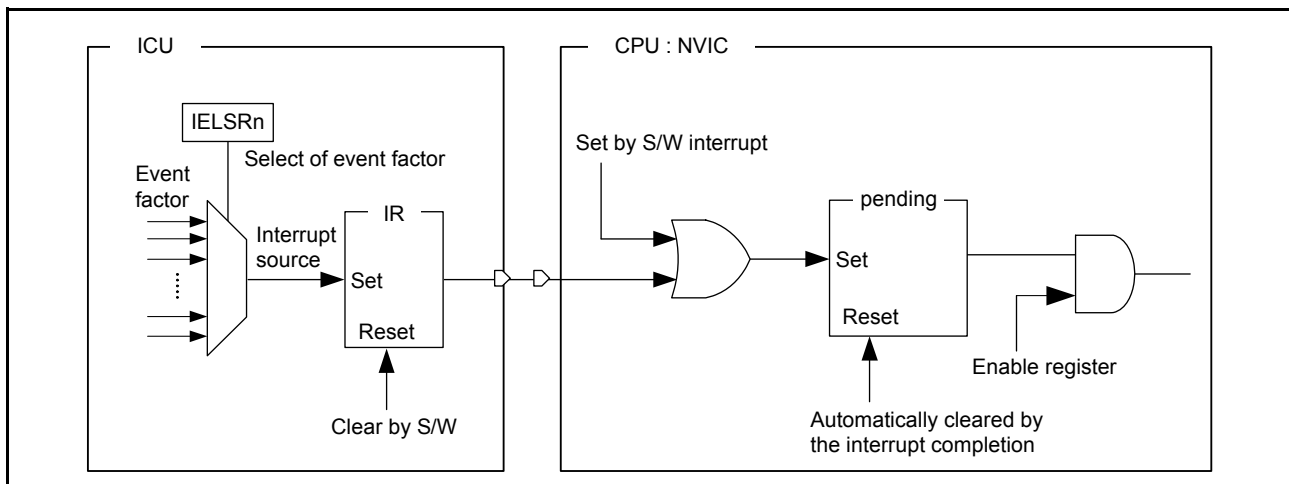 ICU
CPU : NVIC
IELSRn
Select of event factor
Event
factor
Interrupt
source
IR
Set
Reset
Clear by S/W
Set by S/W interrupt
pending
Set
Reset
Enable register
Automatically cleared by
the interrupt completion